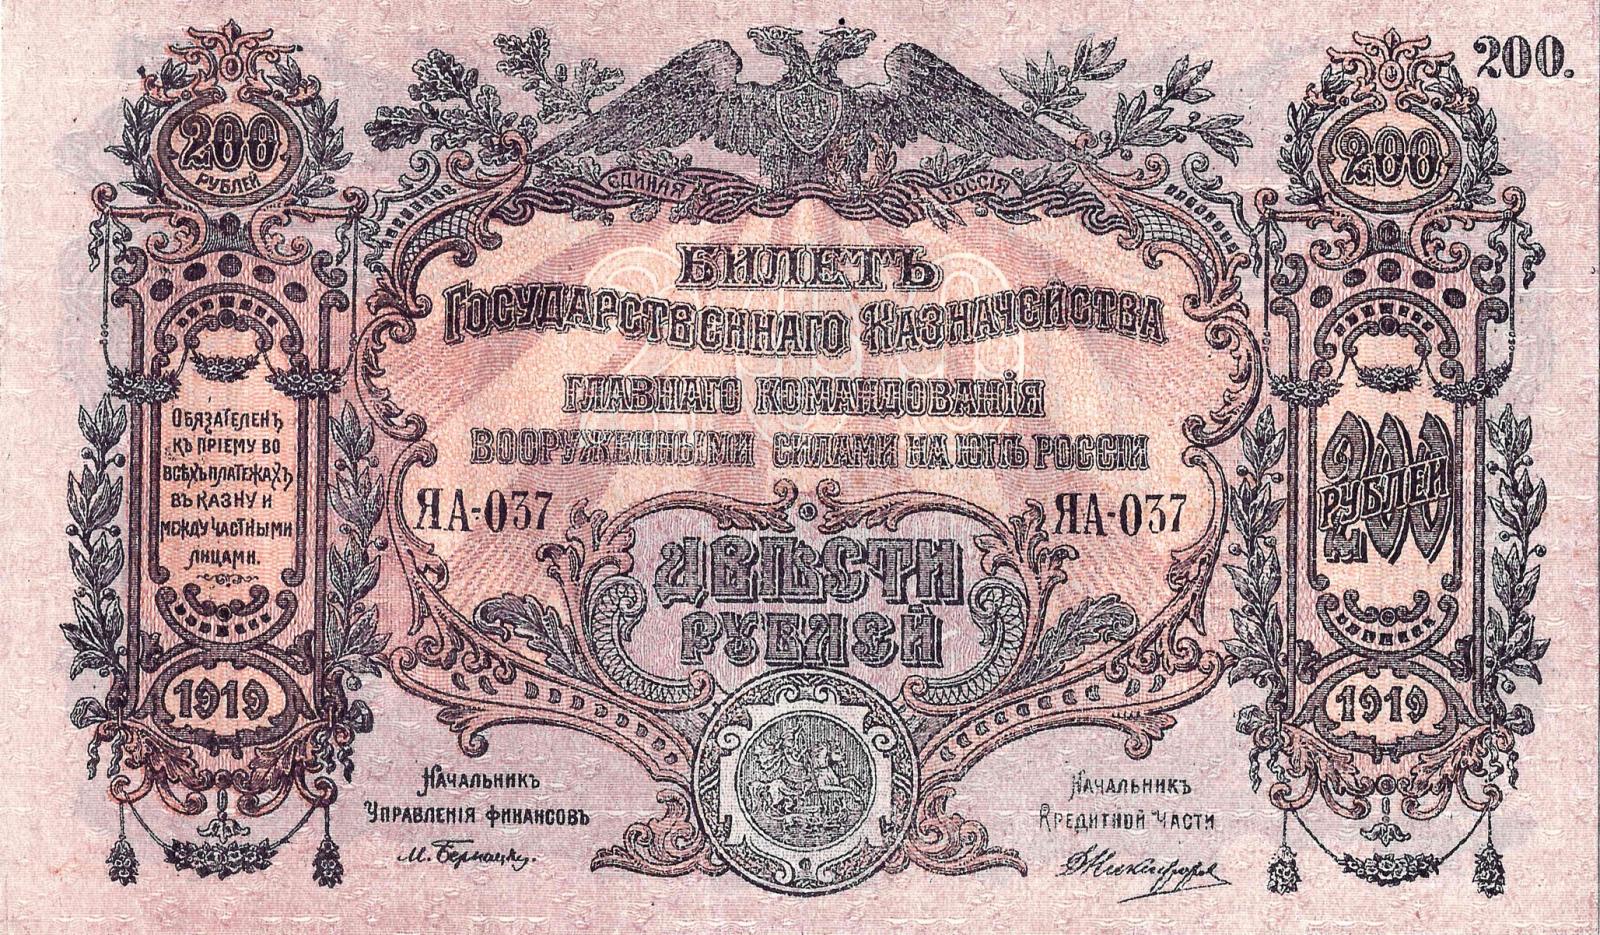 200.
200
РУБЛЕЙ
200
ЕДИНАЯ РОССІЯ
БИЛЕТЪ
ГОСУДАРСТВЕННАГО КАЗНАЧЕЙСТВА
ГЛАВНАГО КОМАНДОВАНІЯ
ВООРУЖЕННЫМИ СИЛАМИ НА ЮГѢ РОССІИ
ЯА-037 ЯА-037
ОБЯЗАТЕЛЕНЪ
КЪ ПРІЕМУ ВО
ВСѢХЪ ПЛАТЕЖАХЪ
ВЪ КАЗНУ И
МЕЖДУ ЧАСТНЫМИ
ЛИЦАМИ.
200
РУБЛЕЙ
ДВѢСТИ
РУБЛЕЙ
1919
1919
НАЧАЛЬНИКЪ
УПРАВЛЕНІЯ ФИНАНСОВЪ
М. Бернацкій.
НАЧАЛЬНИКЪ
КРЕДИТНОЙ ЧАСТИ